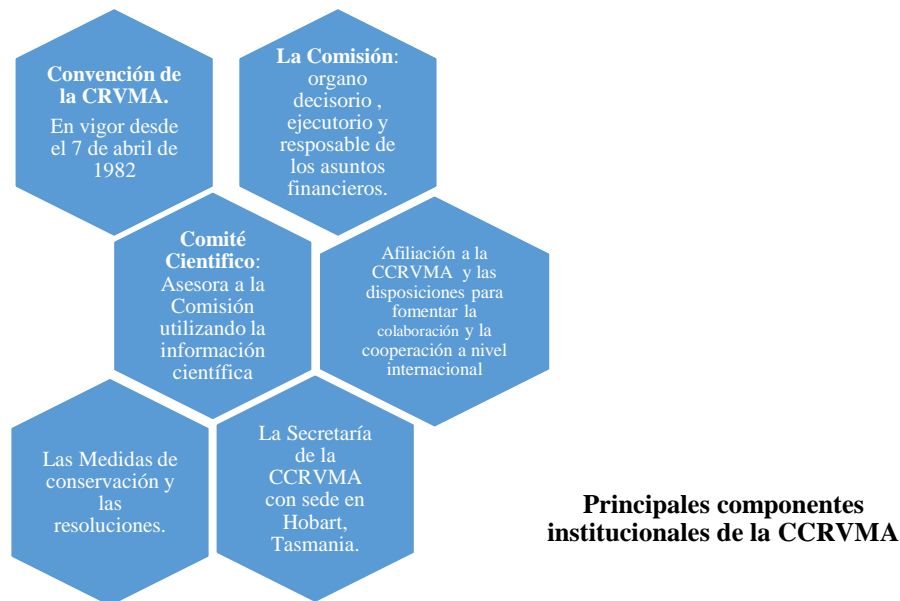 Convención de
la CRVMA.
En vigor desde
el 7 de abril de
1982
La Comisión:
organo
decisorio ,
ejecutorio y
resposable de
los asuntos
financieros.
Comité
Cientifico:
Asesora a la
Comisión
utilizando la
información
científica
Afiliación a la
CCRVMA y las
disposiciones para
fomentar la
colaboración y la
cooperación a nivel
internacional
Las Medidas de
conservación y
las
resoluciones.
La Secretaría
de la
CCRVMA
con sede en
Hobart,
Tasmania.
Principales componentes
institucionales de la CCRVMA